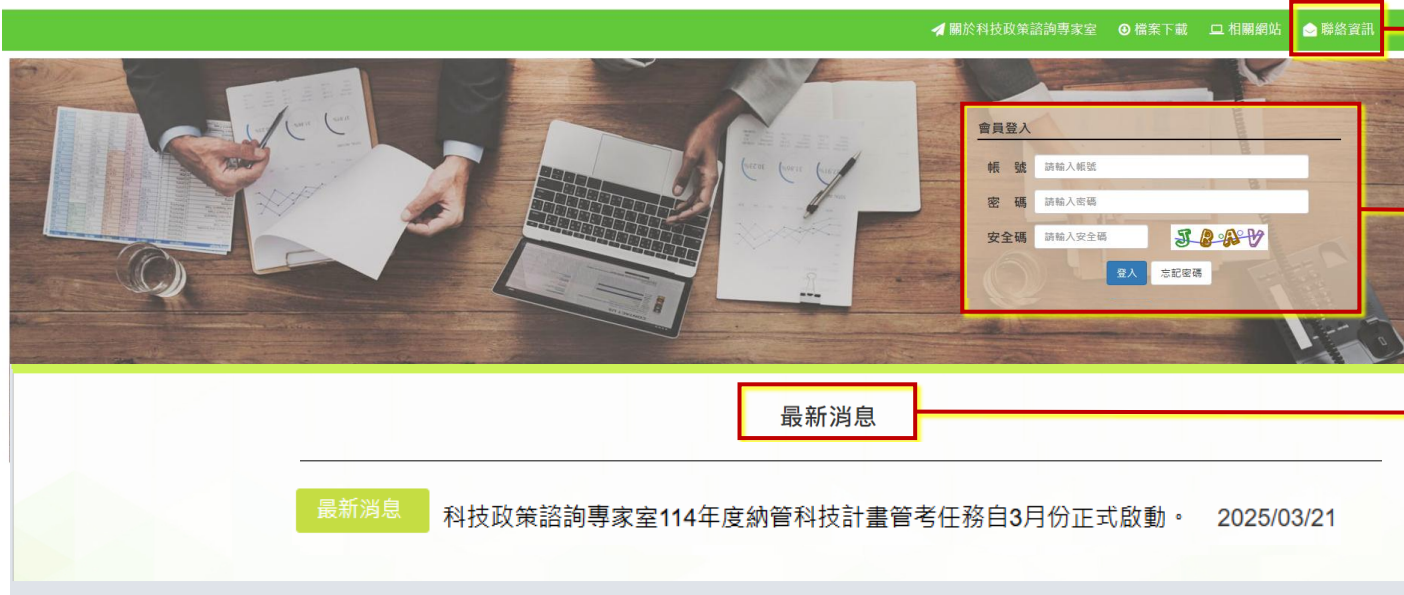 關於科技政策諮詢專家室 檔案下載 相關網站 聯絡資訊
會員登入
帳 號 請輸入帳號
密 碼 請輸入密碼
安全碼 請輸入安全碼 JRAV
登入 忘記密碼
最新消息
最新消息 科技政策諮詢專家室114年度納管科技計畫管考任務自3月份正式啟動。 2025/03/21